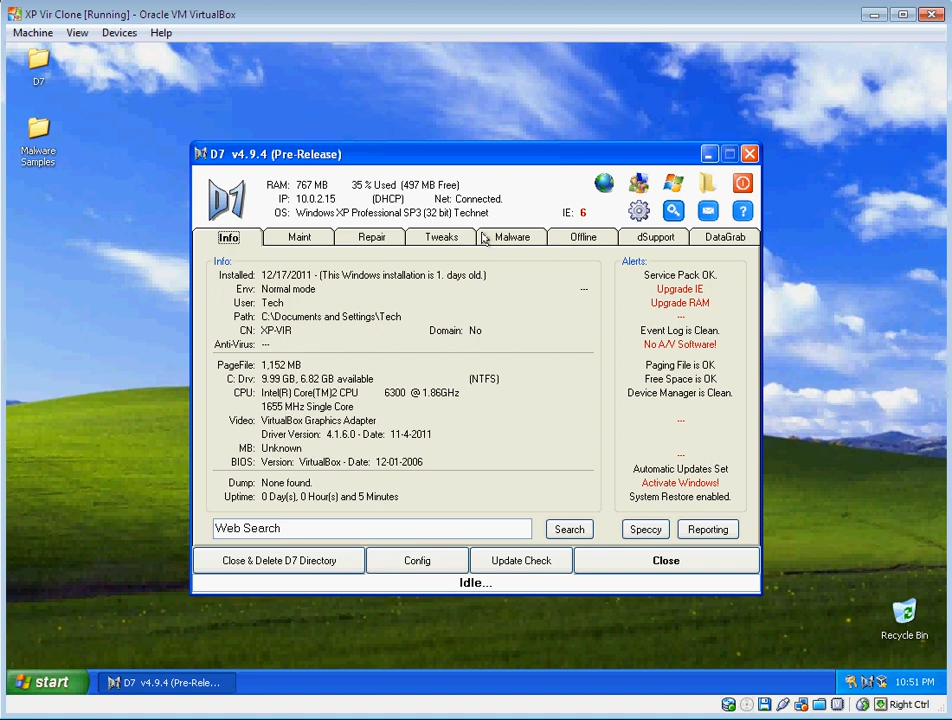 XP Vir Clone [Running] - Oracle VM VirtualBox
Machine View Devices Help
D7
Malware
Samples
D7 v4.9.4 (Pre-Release)
D7
RAM: 767 MB 35 % Used (497 MB Free)
IP: 10.0.2.15 (DHCP) Net: Connected.
OS: Windows XP Professional SP3 (32 bit) Technet IE: 6
Info Maint Repair Tweaks Malware Offline dSupport DataGrab
Info:
Installed: 12/17/2011 - (This Windows installation is 1. days old.)
Env: Normal mode ---
User: Tech
Path: C:\Documents and Settings\Tech
CN: XP-VIR Domain: No
Anti-Virus: ---
PageFile: 1,152 MB
C: Drv: 9.99 GB, 6.82 GB available (NTFS)
CPU: Intel(R) Core(TM)2 CPU 6300 @ 1.86GHz
1655 MHz Single Core
Video: VirtualBox Graphics Adapter
Driver Version: 4.1.6.0 - Date: 11-4-2011
MB: Unknown
BIOS: Version: VirtualBox - Date: 12-01-2006
Dump: None found.
Uptime: 0 Day(s), 0 Hour(s) and 5 Minutes
Alerts:
Service Pack OK.
Upgrade IE
Upgrade RAM
---
Event Log is Clean.
No A/V Software!
Paging File is OK
Free Space is OK
Device Manager is Clean.
---
---
Automatic Updates Set
Activate Windows!
System Restore enabled.
Web Search Search Speccy Reporting
Close & Delete D7 Directory Config Update Check Close
Idle...
Recycle Bin
start D7 v4.9.4 (Pre-Rele... 10:51 PM
Right Ctrl